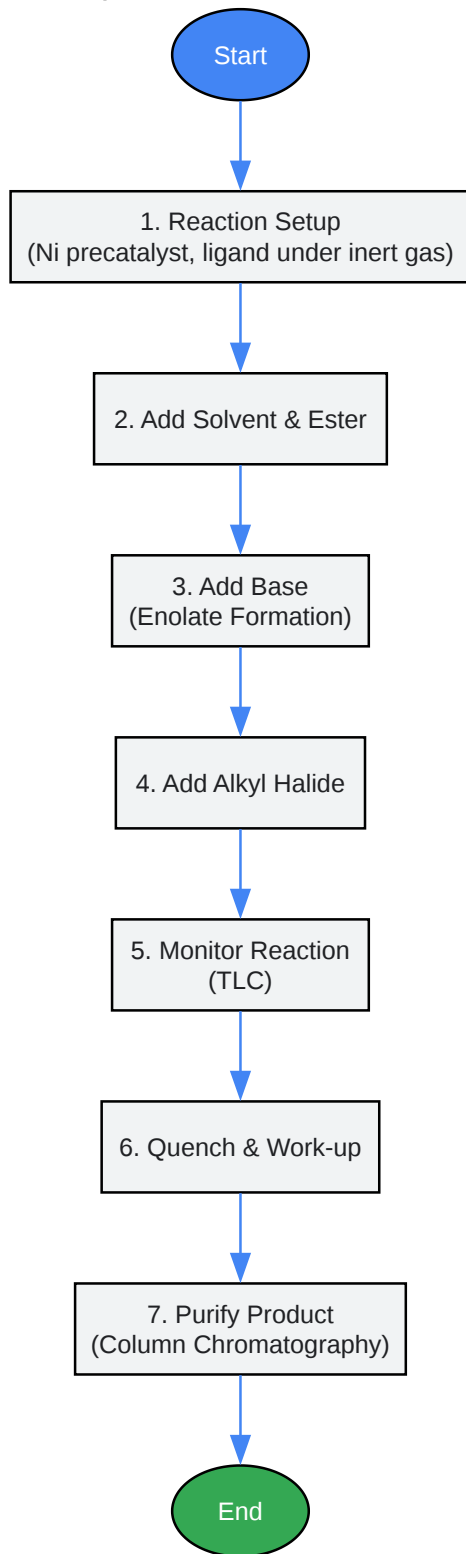 Start
1. Reaction Setup
(Ni precatalyst, ligand under inert gas)
2. Add Solvent & Ester
3. Add Base
(Enolate Formation)
4. Add Alkyl Halide
5. Monitor Reaction
(TLC)
6. Quench & Work-up
7. Purify Product
(Column Chromatography)
End